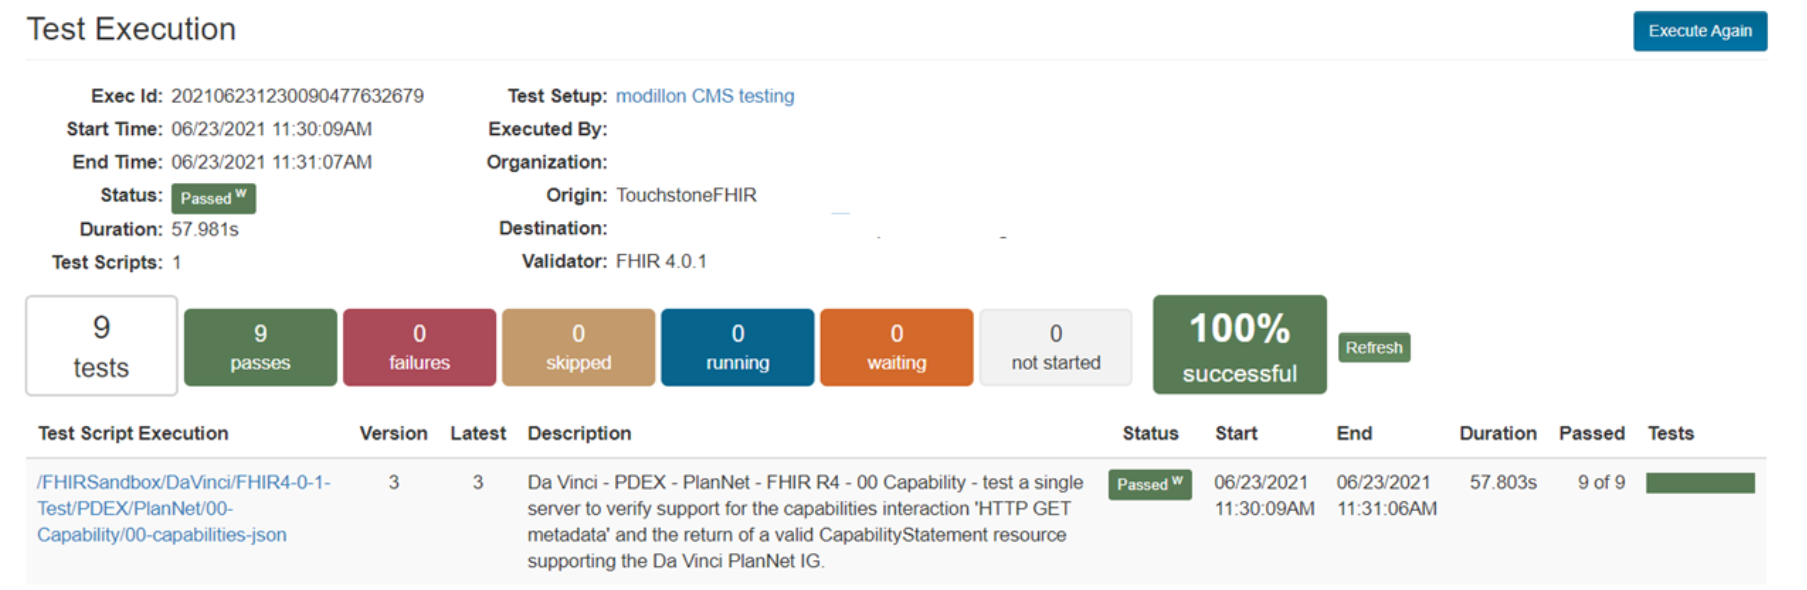 Test Execution
Execute Again
Exec Id: 20210623123009047763267​9
Test Setup: modillon CMS testing
Start Time: 06/23/2021 11:30:09AM
Executed By:
End Time: 06/23/2021 11:31:07AM
Organization:
Status: Passed W
Origin: TouchstoneFHIR
Duration: 57.981s
Destination:
Test Scripts: 1
Validator: FHIR 4.0.1
9 tests
9 passes
0 failures
0 skipped
0 running
0 waiting
0 not started
100% successful
Refresh
Test Script Execution Version Latest Description Status Start End Duration Passed Tests
/FHIRSandbox/DaVinci/FHIR4-0-1-
Test/PDEX/PlanNet/00-
Capability/00-capabilities-json
3 3
Da Vinci - PDEX - PlanNet - FHIR R4 - 00 Capability - test a single
server to verify support for the capabilities interaction 'HTTP GET
metadata' and the return of a valid CapabilityStatement resource
supporting the Da Vinci PlanNet IG.
Passed W
06/23/2021
11:30:09AM
06/23/2021
11:31:06AM
57.803s
9 of 9